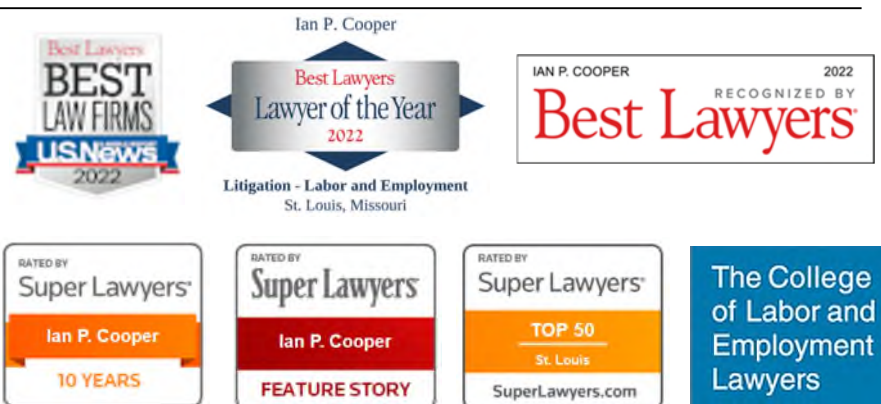 Best Lawyers
BEST
LAW FIRMS
U.S.News
2022
Ian P. Cooper
Best Lawyers
Lawyer of the Year
2022
Litigation - Labor and Employment
St. Louis, Missouri
IAN P. COOPER 2022
RECOGNIZED BY
Best Lawyers®
RATED BY
Super Lawyers®
Ian P. Cooper
10 YEARS
RATED BY
Super Lawyers
Ian P. Cooper
FEATURE STORY
RATED BY
Super Lawyers®
TOP 50
St. Louis
SuperLawyers.com
The College
of Labor and
Employment
Lawyers